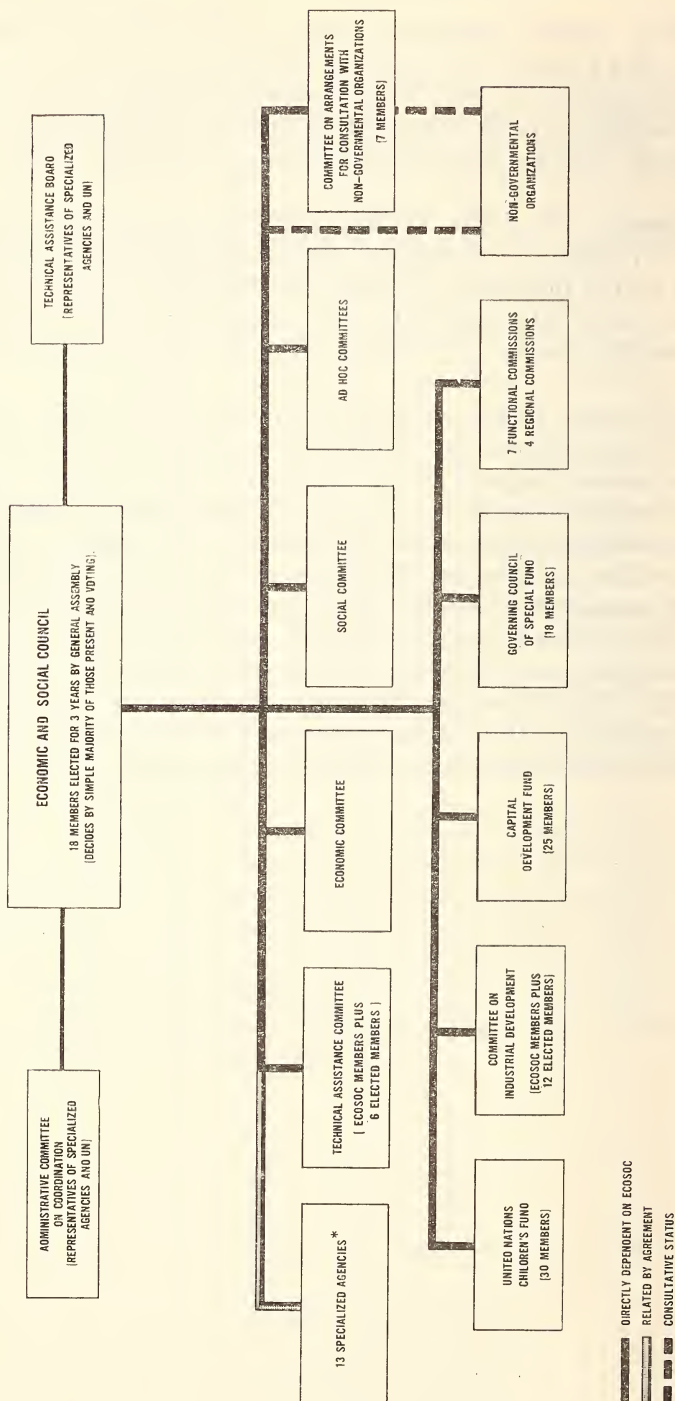 ECONOMIC AND SOCIAL COUNCIL
18 MEMBERS ELECTED FOR 3 YEARS BY GENERAL ASSEMBLY
[DECIDES BY SIMPLE MAJORITY OF THOSE PRESENT AND VOTING].
ADMINISTRATIVE COMMITTEE
ON COORDINATION
[REPRESENTATIVES OF SPECIALIZED
AGENCIES AND UN]
TECHNICAL ASSISTANCE BOARD
[REPRESENTATIVES OF SPECIALIZED
AGENCIES AND UN]
13 SPECIALIZED AGENCIES*
TECHNICAL ASSISTANCE COMMITTEE
[ECOSOC MEMBERS PLUS
6 ELECTED MEMBERS]
ECONOMIC COMMITTEE
SOCIAL COMMITTEE
AD HOC COMMITTEES
COMMITTEE ON ARRANGEMENTS
FOR CONSULTATION WITH
NON-GOVERNMENTAL ORGANIZATIONS
[7 MEMBERS]
UNITED NATIONS
CHILDREN'S FUND
[30 MEMBERS]
COMMITTEE ON
INDUSTRIAL DEVELOPMENT
[ECOSOC MEMBERS PLUS
12 ELECTED MEMBERS]
CAPITAL
DEVELOPMENT FUND
[25 MEMBERS]
GOVERNING COUNCIL
OF SPECIAL FUND
[18 MEMBERS]
7 FUNCTIONAL COMMISSIONS
4 REGIONAL COMMISSIONS
NON-GOVERNMENTAL
ORGANIZATIONS
DIRECTLY DEPENDENT ON ECOSOC
RELATED BY AGREEMENT
CONSULTATIVE STATUS